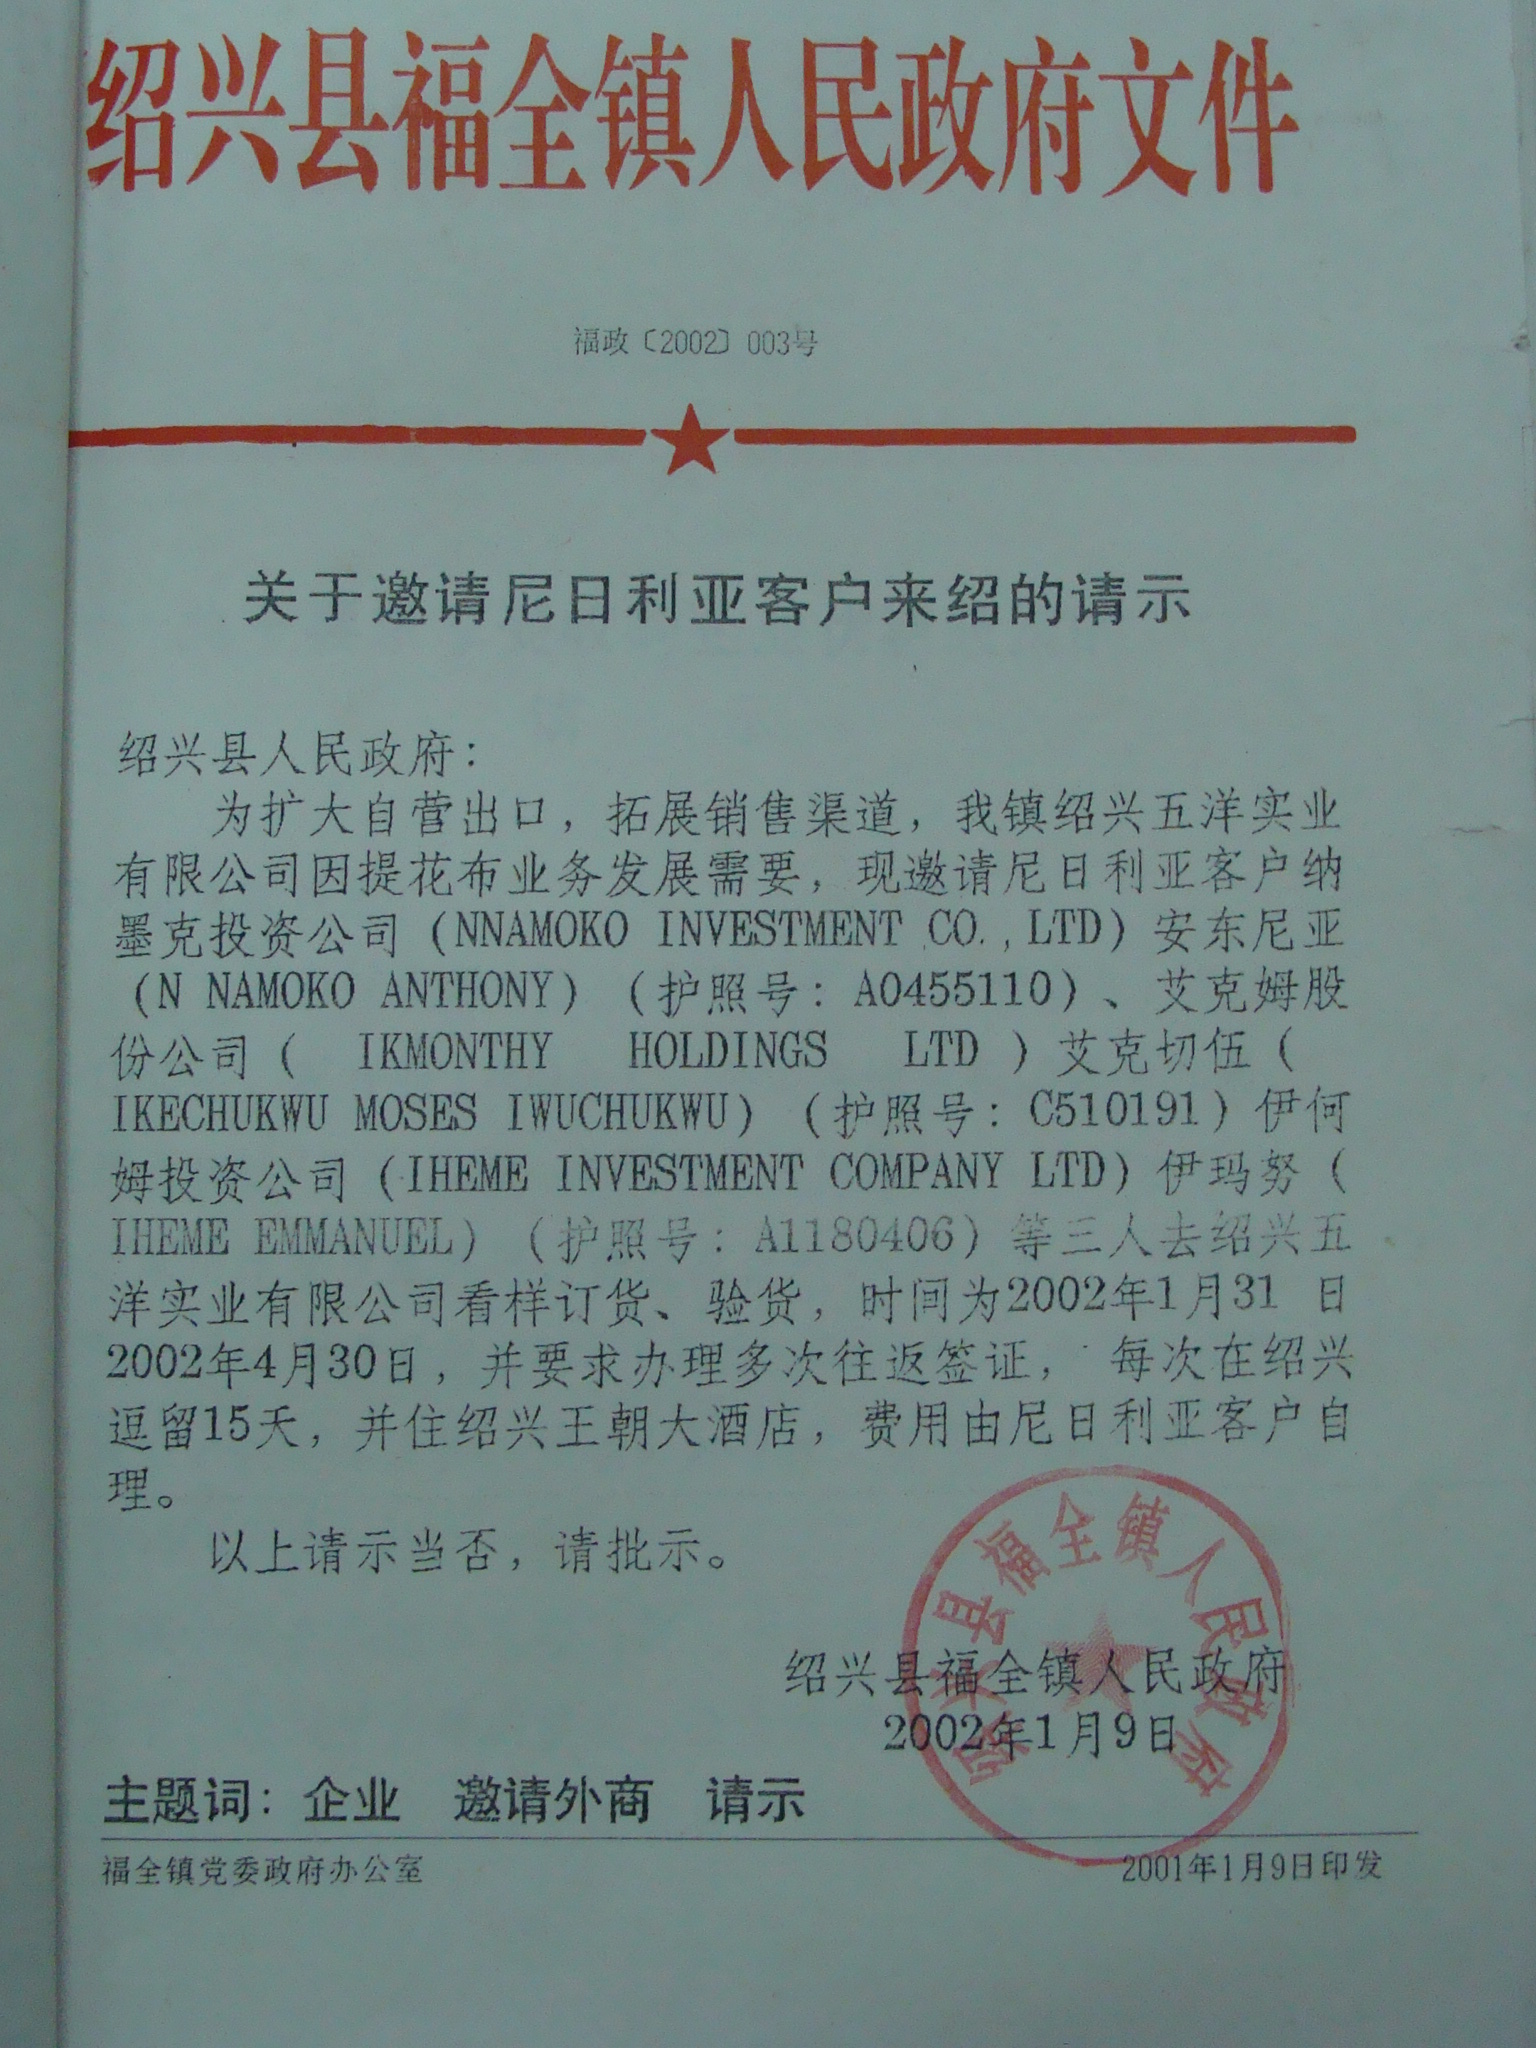 绍兴县福全镇人民政府文件
福政〔2002〕003号
关于邀请尼日利亚客户来绍的请示
绍兴县人民政府：
为扩大自营出口，拓展销售渠道，我镇绍兴五洋实业
有限公司因提花布业务发展需要，现邀请尼日利亚客户纳
墨克投资公司（NNAMOKO INVESTMENT CO.,LTD）安东尼亚
（N NAMOKO ANTHONY）（护照号：A0455110）、艾克姆股
份公司（ IKMONTHY HOLDINGS LTD ）艾克切伍（
IKECHUKWU MOSES IWUCHUKWU）（护照号：C510191）伊何
姆投资公司（IHEME INVESTMENT COMPANY LTD）伊玛努（
IHEME EMMANUEL）（护照号：A1180406）等三人去绍兴五
洋实业有限公司看样订货、验货，时间为2002年1月31 日
2002年4月30日，并要求办理多次往返签证， 每次在绍兴
逗留15天，并住绍兴王朝大酒店，费用由尼日利亚客户自
理。
以上请示当否，请批示。
绍兴县福全镇人民政府
绍兴县福全镇人民政府
2002年1月9日
主题词：企业 邀请外商 请示
福全镇党委政府办公室 2001年1月9日印发